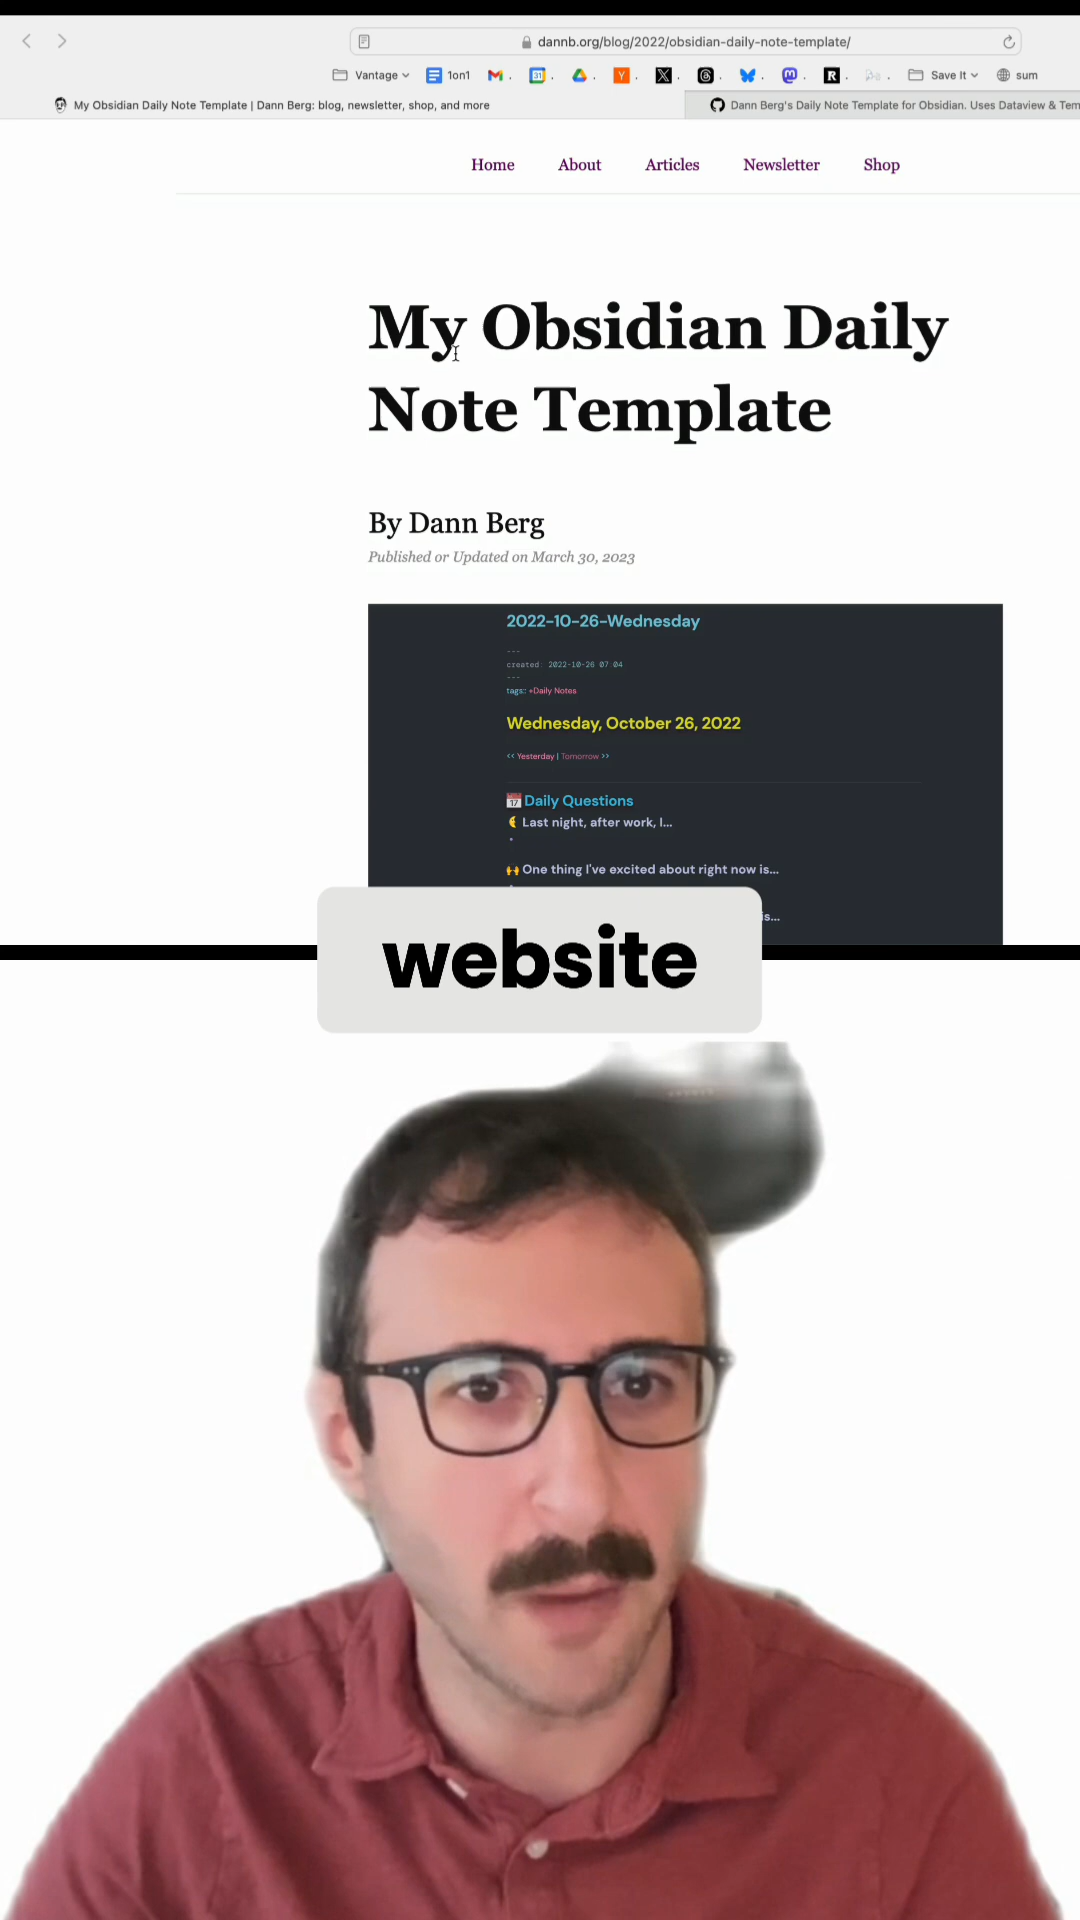 dannb.org/blog/2022/obsidian-daily-note-template/
Vantage 1on1 Save It sum
My Obsidian Daily Note Template | Dann Berg: blog, newsletter, shop, and more
Dann Berg's Daily Note Template for Obsidian. Uses Dataview & Tem
Home About Articles Newsletter Shop
My Obsidian Daily
Note Template
By Dann Berg
Published or Updated on March 30, 2023
2022-10-26-Wednesday
---
created: 2022-10-26 07:04
---
tags:: +Daily Notes
Wednesday, October 26, 2022
<< Yesterday | Tomorrow >>
📅 Daily Questions
🌜 Last night, after work, I...
🙌 One thing I've excited about right now is...
is...
website